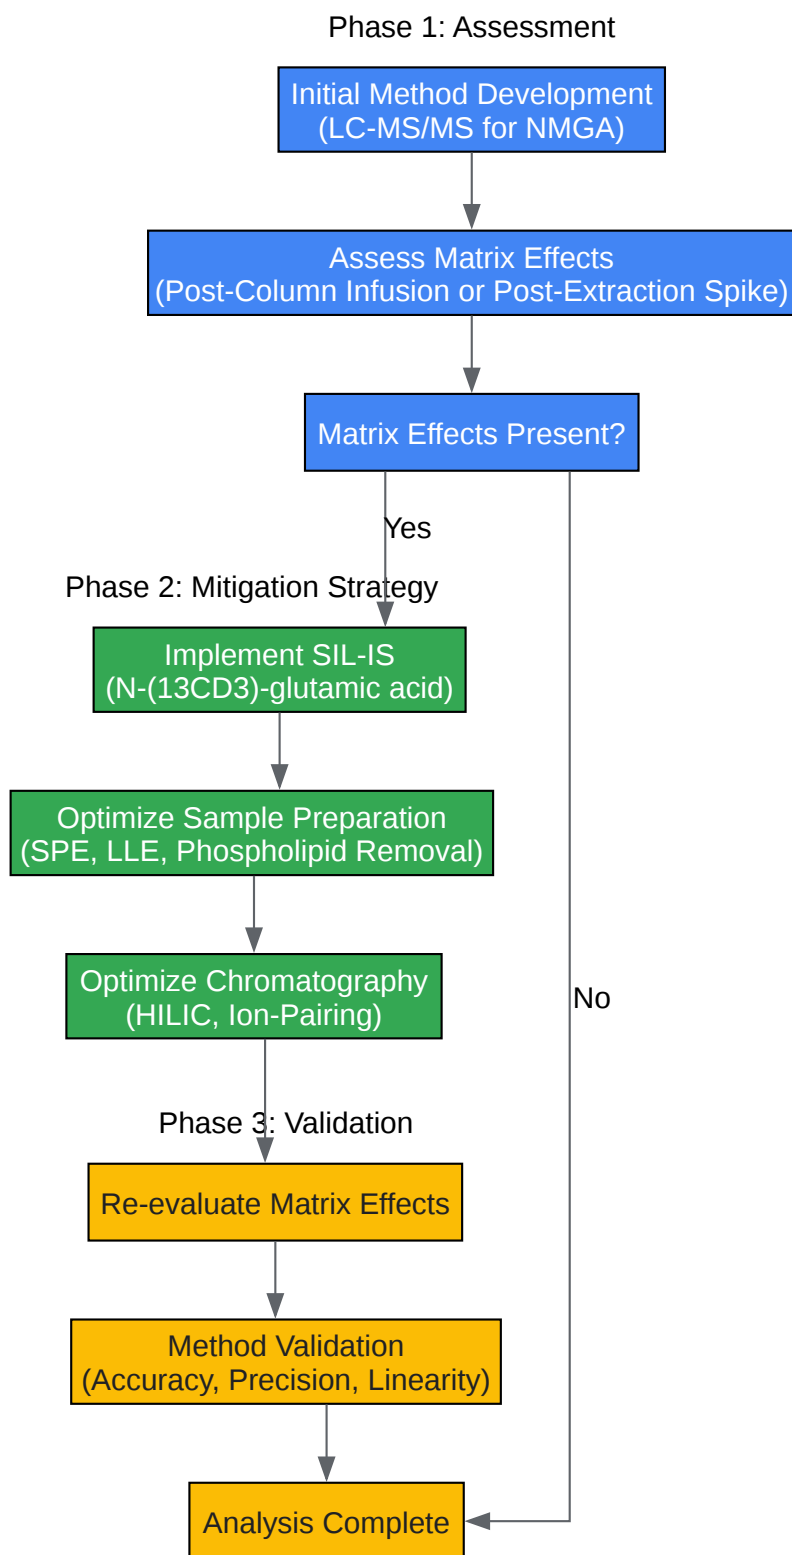 Phase 1: Assessment
Initial Method Development
(LC-MS/MS for NMGA)
Assess Matrix Effects
(Post-Column Infusion or Post-Extraction Spike)
Matrix Effects Present?
Yes
Phase 2: Mitigation Strategy
Implement SIL-IS
(N-(13CD3)-glutamic acid)
Optimize Sample Preparation
(SPE, LLE, Phospholipid Removal)
Optimize Chromatography
(HILIC, Ion-Pairing)
No
Phase 3: Validation
Re-evaluate Matrix Effects
Method Validation
(Accuracy, Precision, Linearity)
Analysis Complete